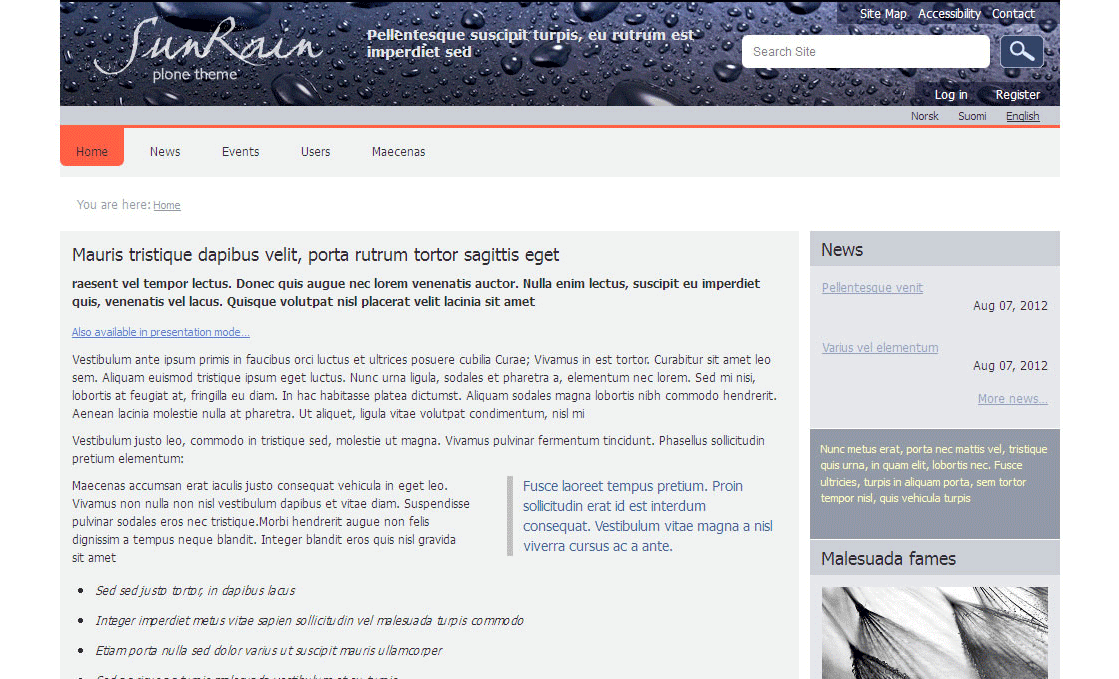 Site Map Accessibility Contact
SunRain
plone theme
Pellentesque suscipit turpis, eu rutrum est
imperdiet sed
Search Site
Log in Register
Norsk Suomi English
Home News Events Users Maecenas
You are here: Home
Mauris tristique dapibus velit, porta rutrum tortor sagittis eget
raesent vel tempor lectus. Donec quis augue nec lorem venenatis auctor. Nulla enim lectus, suscipit eu imperdiet
quis, venenatis vel lacus. Quisque volutpat nisl placerat velit lacinia sit amet
Also available in presentation mode...
Vestibulum ante ipsum primis in faucibus orci luctus et ultrices posuere cubilia Curae; Vivamus in est tortor. Curabitur sit amet leo
sem. Aliquam euismod tristique ipsum eget luctus. Nunc urna ligula, sodales et pharetra a, elementum nec lorem. Sed mi nisi,
lobortis at feugiat at, fringilla eu diam. In hac habitasse platea dictumst. Aliquam sodales magna lobortis nibh commodo hendrerit.
Aenean lacinia molestie nulla at pharetra. Ut aliquet, ligula vitae volutpat condimentum, nisl mi
Vestibulum justo leo, commodo in tristique sed, molestie ut magna. Vivamus pulvinar fermentum tincidunt. Phasellus sollicitudin
pretium elementum:
Maecenas accumsan erat iaculis justo consequat vehicula in eget leo.
Vivamus non nulla non nisl vestibulum dapibus et vitae diam. Suspendisse
pulvinar sodales eros nec tristique.Morbi hendrerit augue non felis
dignissim a tempus neque blandit. Integer blandit eros quis nisl gravida
sit amet
Fusce laoreet tempus pretium. Proin
sollicitudin erat id est interdum
consequat. Vestibulum vitae magna a nisl
viverra cursus ac a ante.
Sed sed justo tortor, in dapibus lacus
Integer imperdiet metus vitae sapien sollicitudin vel malesuada turpis commodo
Etiam porta nulla sed dolor varius ut suscipit mauris ullamcorper
News
Pellentesque venit
Aug 07, 2012
Varius vel elementum
Aug 07, 2012
More news...
Nunc metus erat, porta nec mattis vel, tristique
quis urna, in quam elit, lobortis nec. Fusce
ultricies, turpis in aliquam porta, sem tortor
tempor nisl, quis vehicula turpis
Malesuada fames